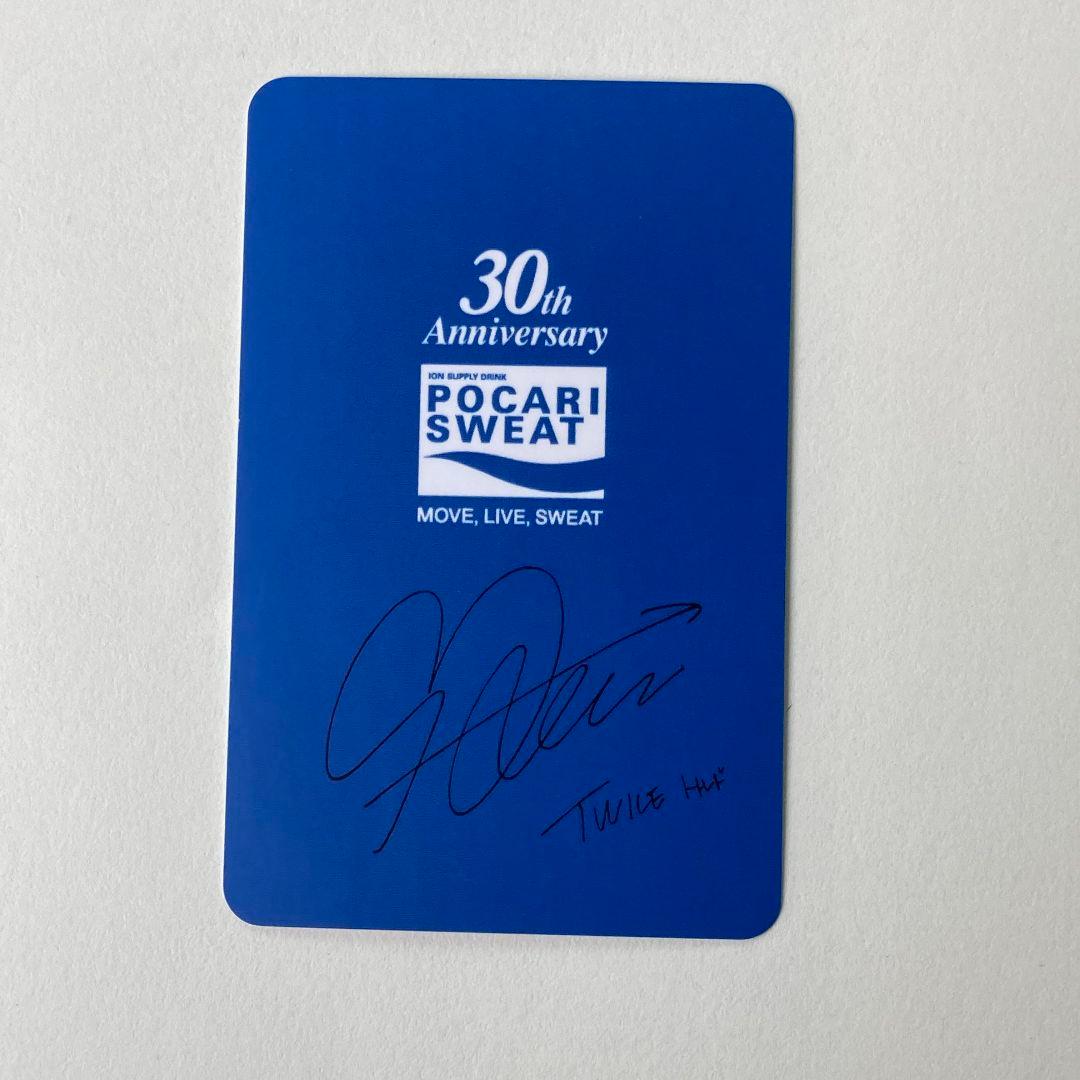 30th
Anniversary
ION SUPPLY DRINK
POCARI
SWEAT
MOVE, LIVE, SWEAT
TWICE